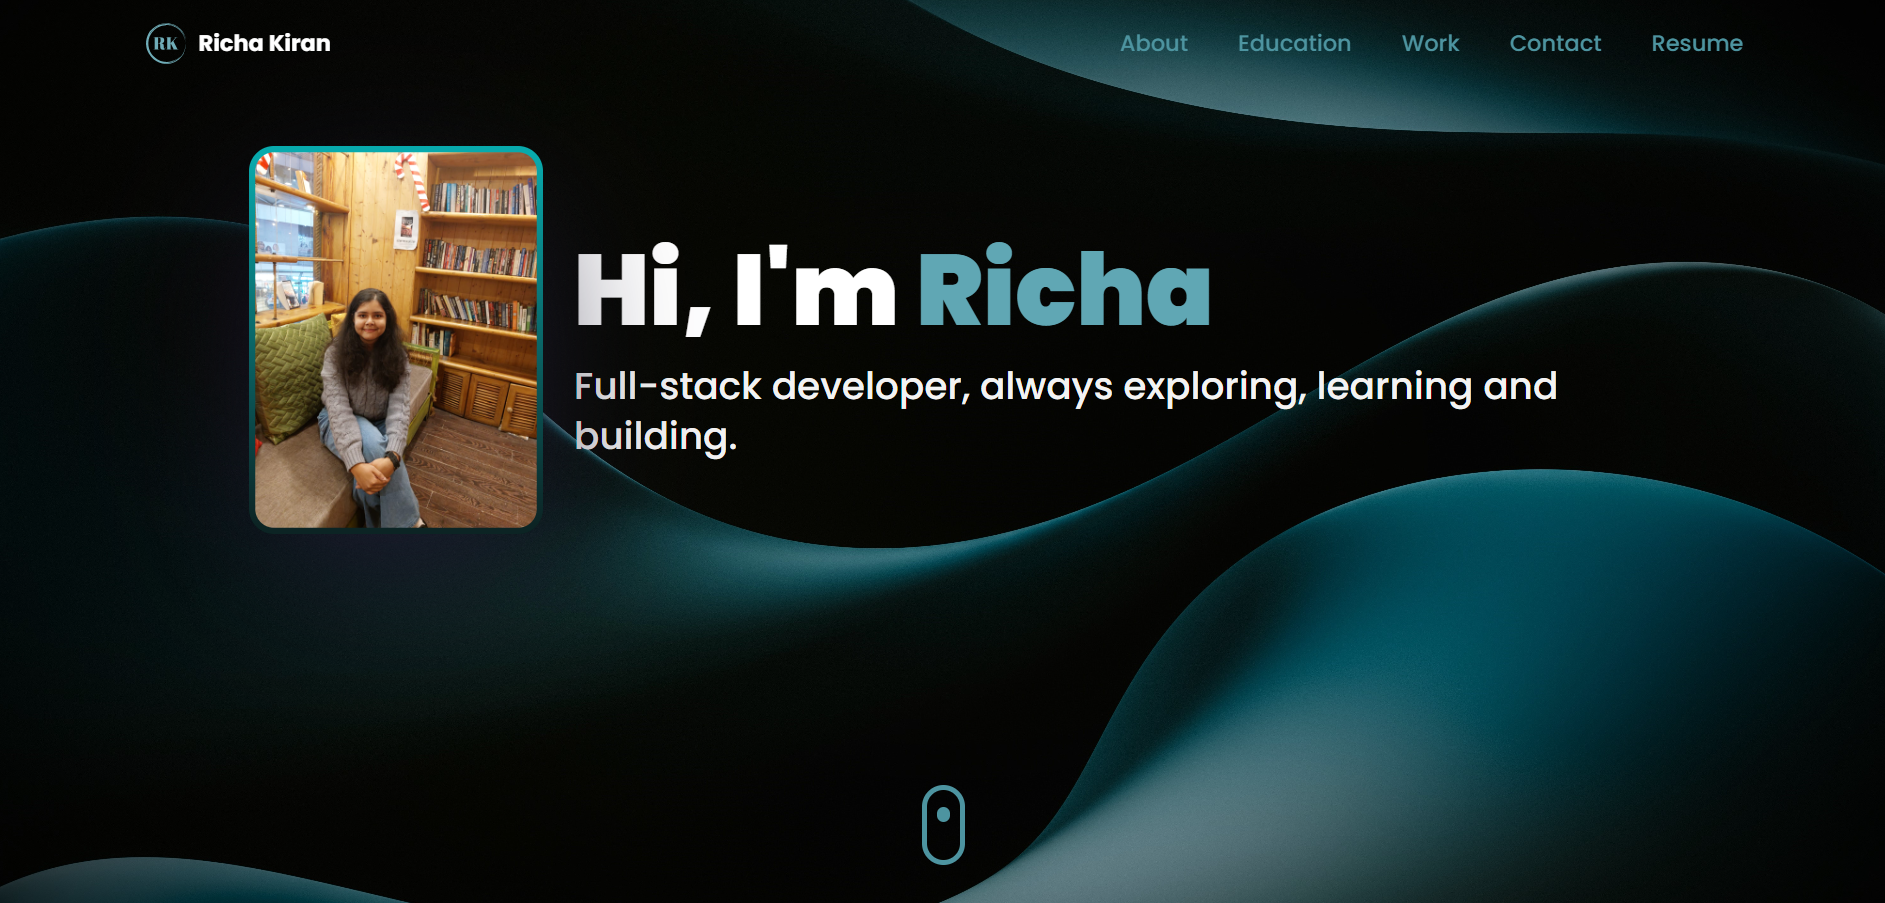 RK Richa Kiran
About Education Work Contact Resume
Hi, I'm Richa
Full-stack developer, always exploring, learning and
building.